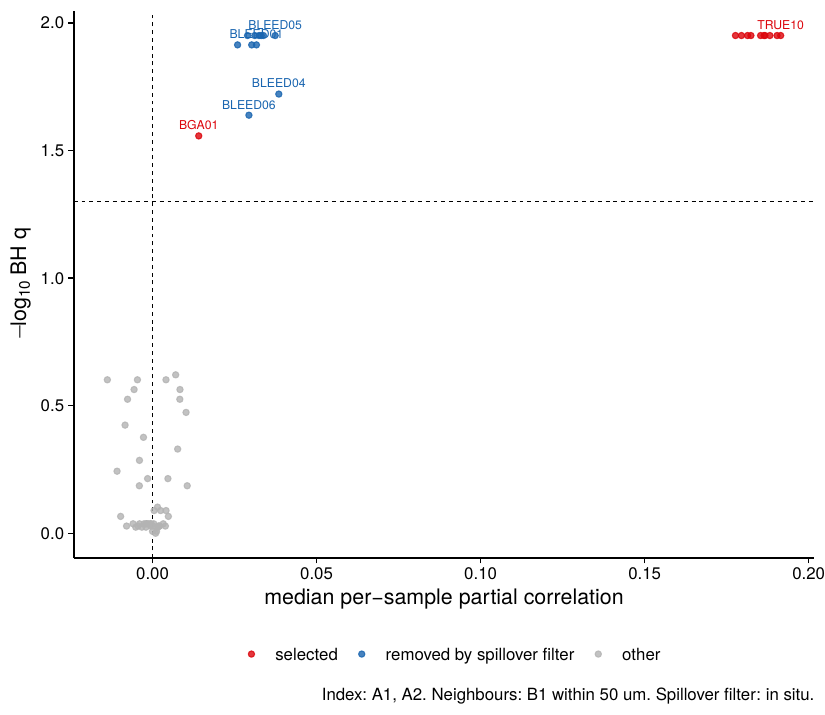 2.0
BLEED05
TRUE10
BLEED01
BLEED04
BLEED06
BGA01
1.5
1.0
0.5
0.0
−log10 BH q
0.00 0.05 0.10 0.15 0.20
median per−sample partial correlation
selected removed by spillover filter other
Index: A1, A2. Neighbours: B1 within 50 um. Spillover filter: in situ.